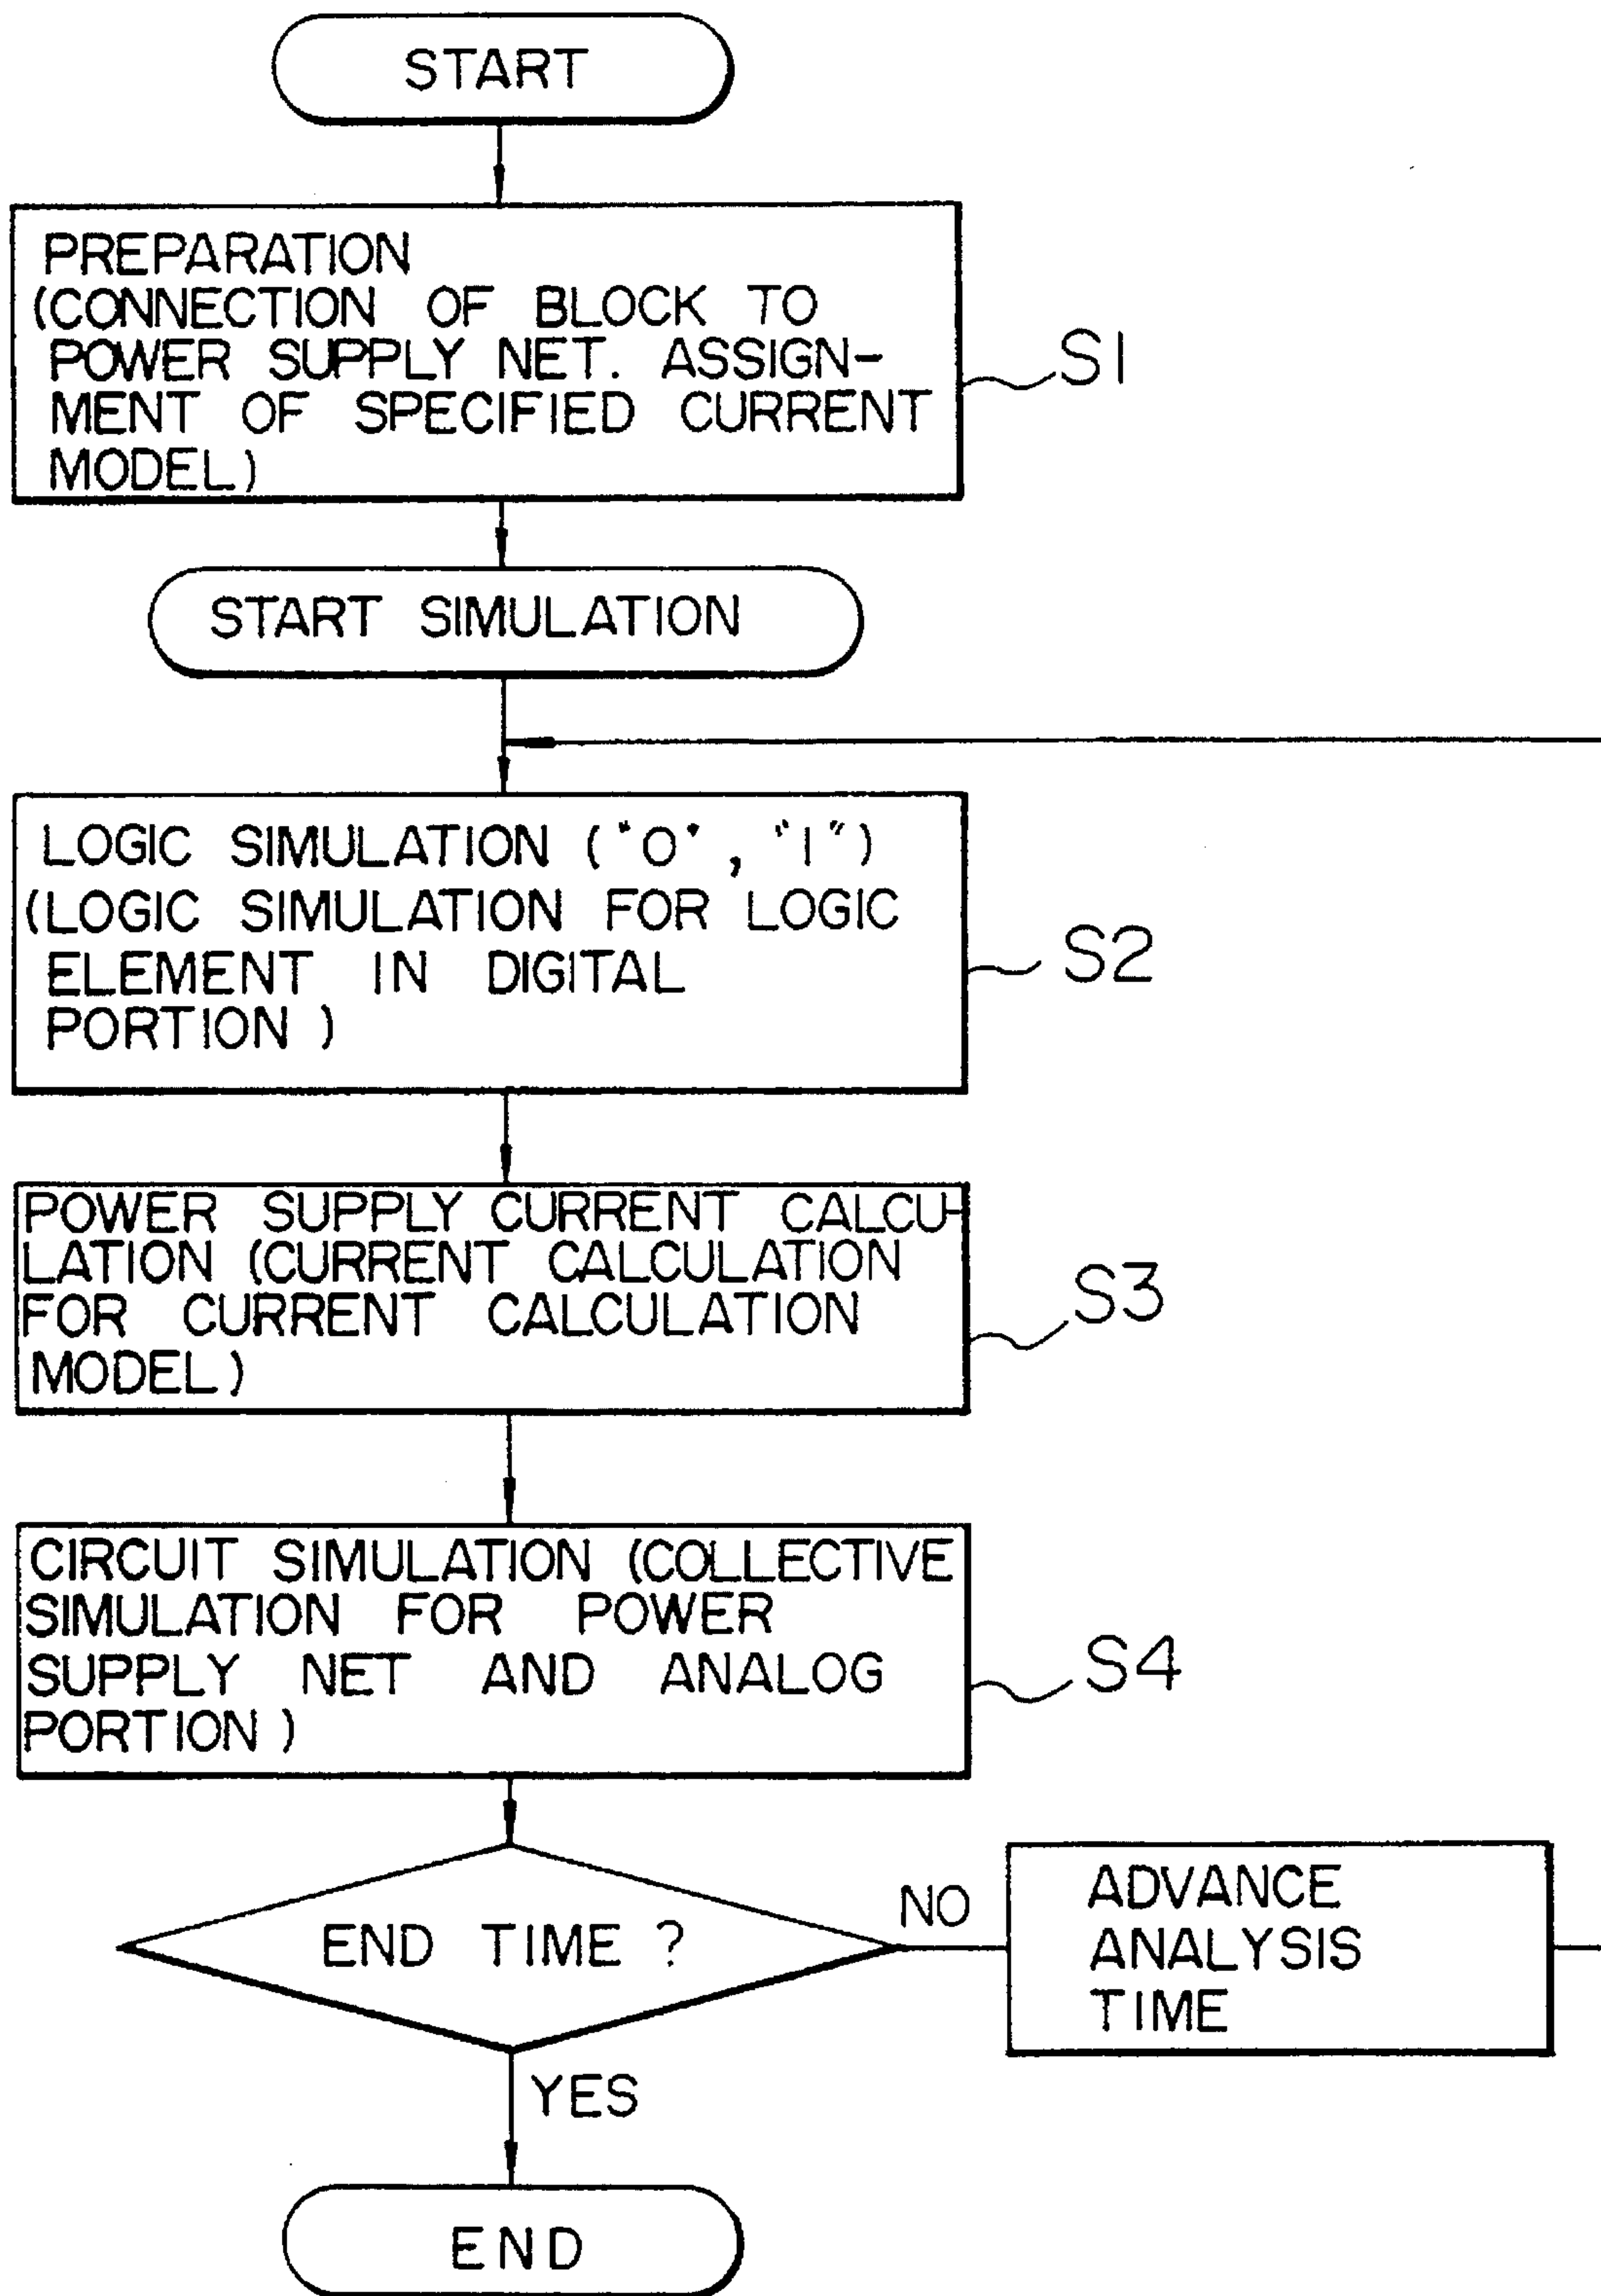 START
PREPARATION
(CONNECTION OF BLOCK TO
POWER SUPPLY NET. ASSIGN-
MENT OF SPECIFIED CURRENT
MODEL)
S1
START SIMULATION
LOGIC SIMULATION ("0", "1")
(LOGIC SIMULATION FOR LOGIC
ELEMENT IN DIGITAL
PORTION)
S2
POWER SUPPLY CURRENT CALCU-
LATION (CURRENT CALCULATION
FOR CURRENT CALCULATION
MODEL)
S3
CIRCUIT SIMULATION (COLLECTIVE
SIMULATION FOR POWER
SUPPLY NET AND ANALOG
PORTION)
S4
END TIME ?
NO
ADVANCE
ANALYSIS
TIME
YES
END